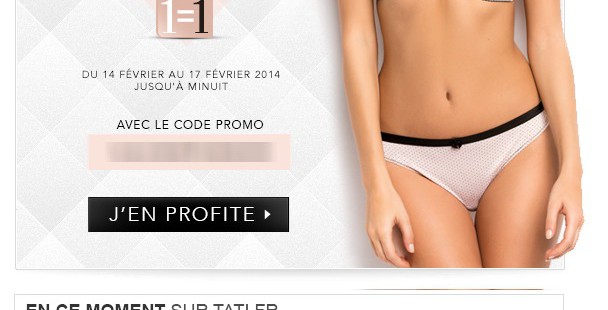 1=1
DU 14 FÉVRIER AU 17 FÉVRIER 2014
JUSQU'À MINUIT
AVEC LE CODE PROMO
J'EN PROFITE
EN CE MOMENT SUR TATLER